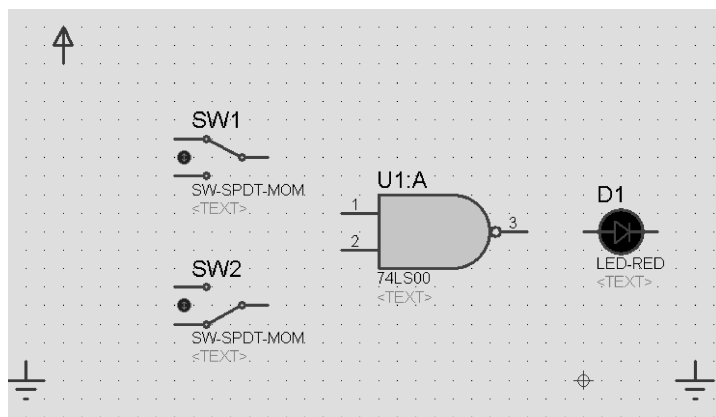 SW1
SW-SPDT-MOM
<TEXT>
U1:A
1
2
3
74LS00
<TEXT>
D1
LED-RED
<TEXT>
SW2
SW-SPDT-MOM
<TEXT>